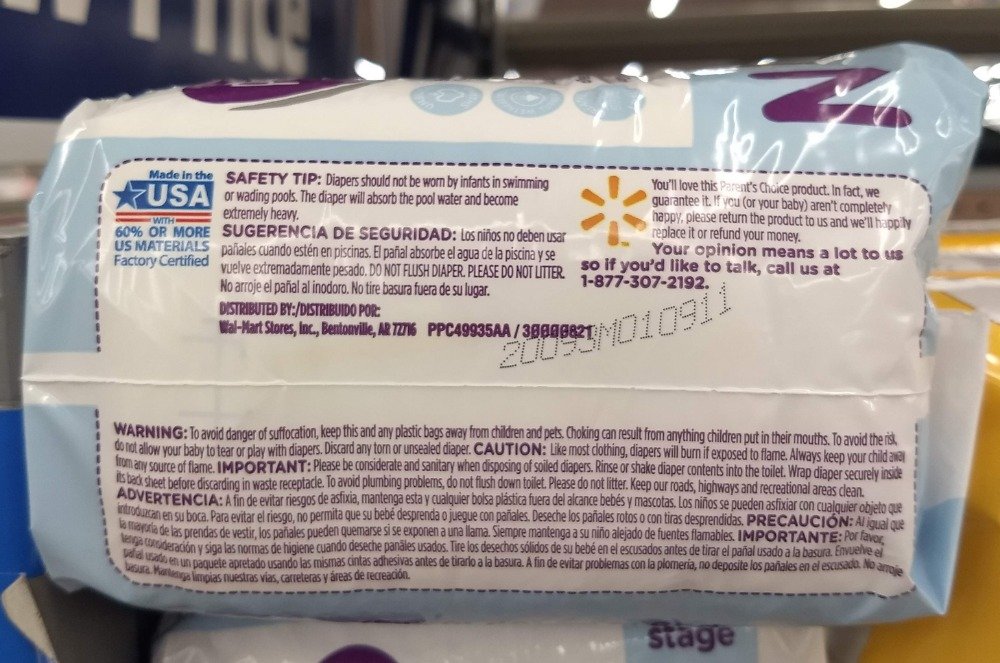 Price
N
Made in the
USA
WITH
60% OR MORE
US MATERIALS
Factory Certified
SAFETY TIP: Diapers should not be worn by infants in swimming
or wading pools. The diaper will absorb the pool water and become
extremely heavy.
SUGERENCIA DE SEGURIDAD: Los niños no deben usar
pañales cuando estén en piscinas. El pañal absorbe el agua de la piscina y se
vuelve extremadamente pesado. DO NOT FLUSH DIAPER. PLEASE DO NOT LITTER.
No arroje el pañal al inodoro. No tire basura fuera de su lugar.
DISTRIBUTED BY:/DISTRIBUIDO POR:
Wal-Mart Stores, Inc., Bentonville, AR 72716 PPC49935AA / 30000821
You'll love this Parent's Choice product. In fact, we
guarantee it. If you (or your baby) aren't completely
happy, please return the product to us and we'll happily
replace it or refund your money.
Your opinion means a lot to us
so if you'd like to talk, call us at
1-877-307-2192.
20093MO10911
WARNING: To avoid danger of suffocation, keep this and any plastic bags away from children and pets. Choking can result from anything children put in their mouths. To avoid the risk,
do not allow your baby to tear or play with diapers. Discard any torn or unsealed diaper. CAUTION: Like most clothing, diapers will burn if exposed to flame. Always keep your child away
from any source of flame. IMPORTANT: Please be considerate and sanitary when disposing of soiled diapers. Rinse or shake diaper contents into the toilet. Wrap diaper securely inside
its back sheet before discarding in waste receptacle. To avoid plumbing problems, do not flush down toilet. Please do not litter. Keep our roads, highways and recreational areas clean.
ADVERTENCIA: A fin de evitar riesgos de asfixia, mantenga esta y cualquier bolsa plástica fuera del alcance bebés y mascotas. Los niños se pueden asfixiar con cualquier objeto que
introduzcan en su boca. Para evitar el riesgo, no permita que su bebé desprenda o juegue con pañales. Deseche los pañales rotos o con tiras desprendidas. PRECAUCIÓN: Al igual que
la mayoría de las prendas de vestir, los pañales pueden quemarse si se exponen a una llama. Siempre mantenga a su niño alejado de fuentes flamables. IMPORTANTE: Por favor,
tenga consideración y siga las normas de higiene cuando deseche panãles usados. Tire los desechos sólidos de su bebé en el escusados antes de tirar el pañal usado a la basura. Envuelve el
pañal usado en un paquete apretado usando las mismas cintas adhesivas antes de tirarlo a la basura. A fin de evitar problemas con la plomería, no deposite los pañales en el escusado. No arroje
basura. Mantenga limpias nuestras vías, carreteras y áreas de recreación.
stage